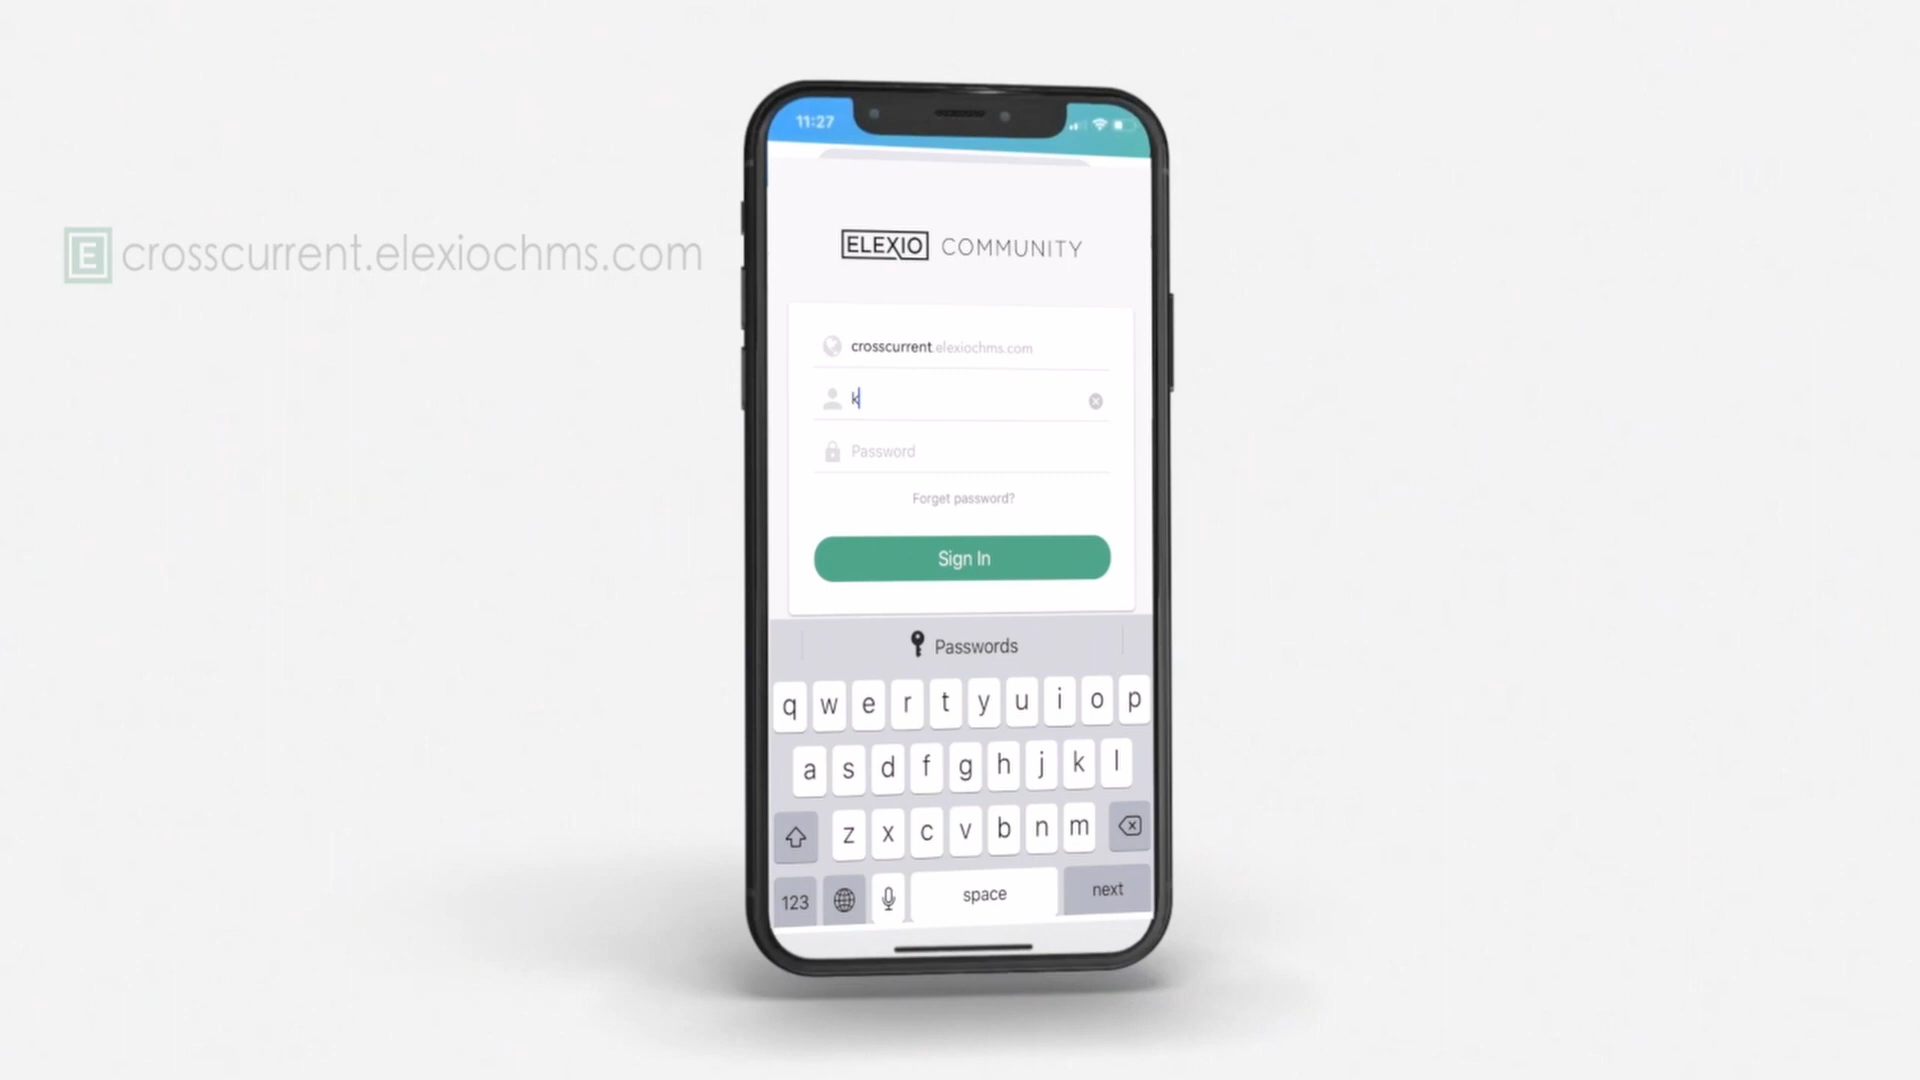 11:27
E crosscurrent.elexiochms.com
ELEXIO COMMUNITY
crosscurrent.elexiochms.com
k
Password
Forget password?
Sign In
Passwords
q w e r t y u i o p
a s d f g h j k l
z x c v b n m
123 space next